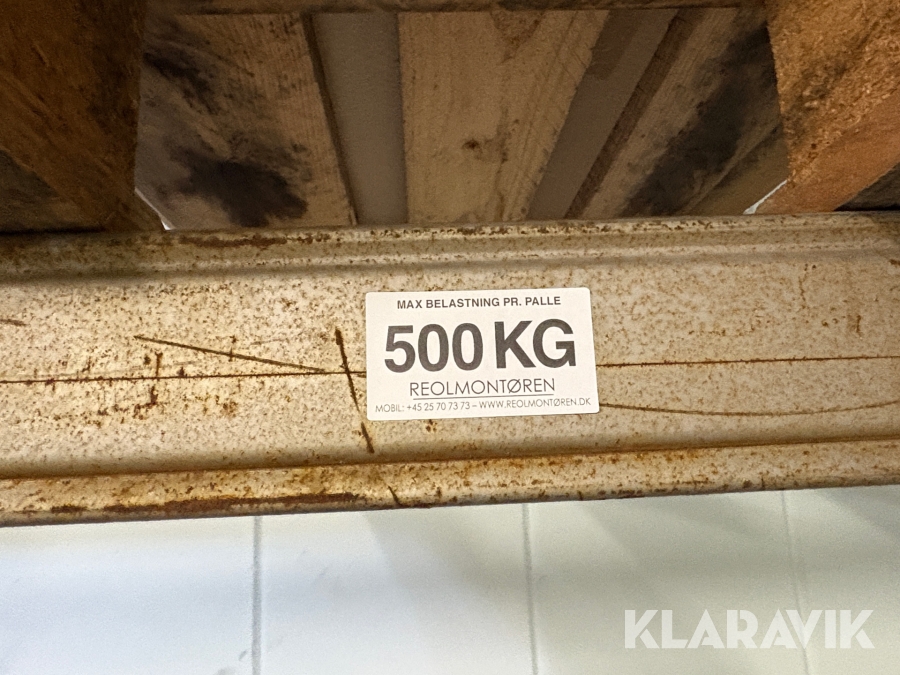 MAX BELASTNING PR. PALLE
500 KG
REOLMONTØREN
MOBIL: +45 25 70 73 73 – WWW.REOLMONTØREN.DK
KLARAVIK